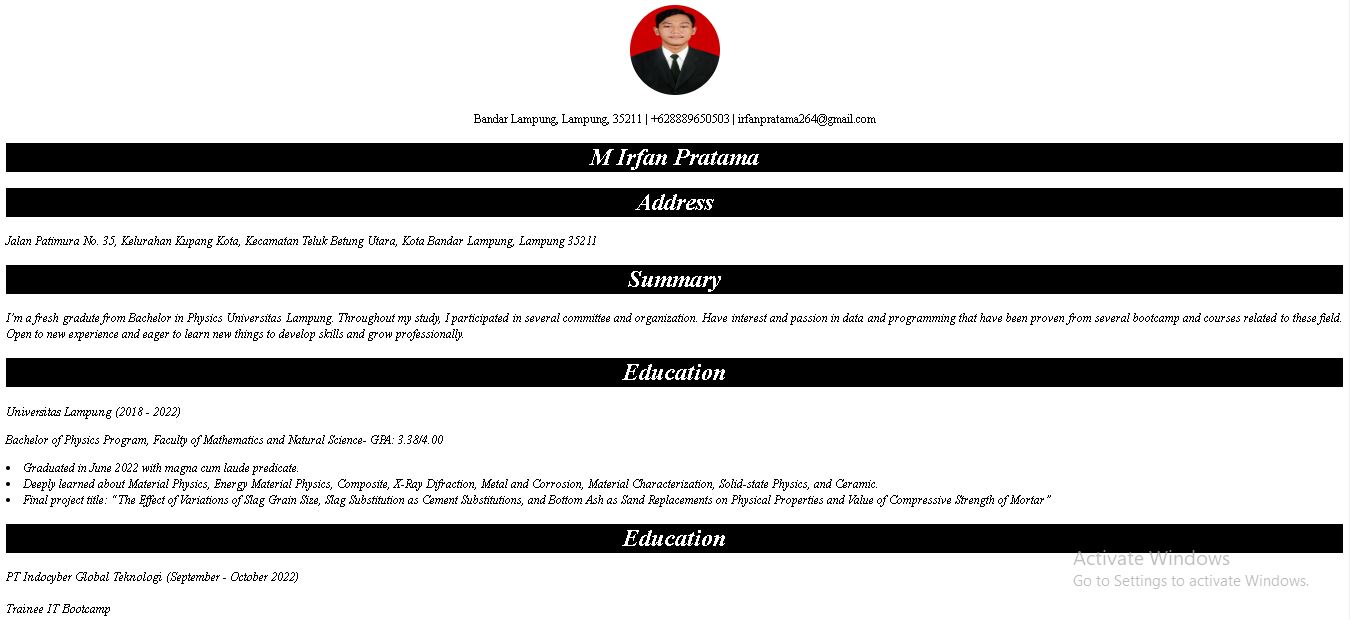 Bandar Lampung, Lampung, 35211 | +628889650503 | irfanpratama264@gmail.com
M Irfan Pratama
Address
Jalan Patimura No. 35, Kelurahan Kupang Kota, Kecamatan Teluk Betung Utara, Kota Bandar Lampung, Lampung 35211
Summary
I'm a fresh gradute from Bachelor in Physics Universitas Lampung. Throughout my study, I participated in several committee and organization. Have interest and passion in data and programming that have been proven from several bootcamp and courses related to these field.
Open to new experience and eager to learn new things to develop skills and grow professionally.
Education
Universitas Lampung (2018 - 2022)
Bachelor of Physics Program, Faculty of Mathematics and Natural Science- GPA: 3.38/4.00
• Graduated in June 2022 with magna cum laude predicate.
• Deeply learned about Material Physics, Energy Material Physics, Composite, X-Ray Difraction, Metal and Corrosion, Material Characterization, Solid-state Physics, and Ceramic.
• Final project title: “The Effect of Variations of Slag Grain Size, Slag Substitution as Cement Substitutions, and Bottom Ash as Sand Replacements on Physical Properties and Value of Compressive Strength of Mortar”
Education
PT Indocyber Global Teknologi (September - October 2022)
Trainee IT Bootcamp
Activate Windows
Go to Settings to activate Windows.